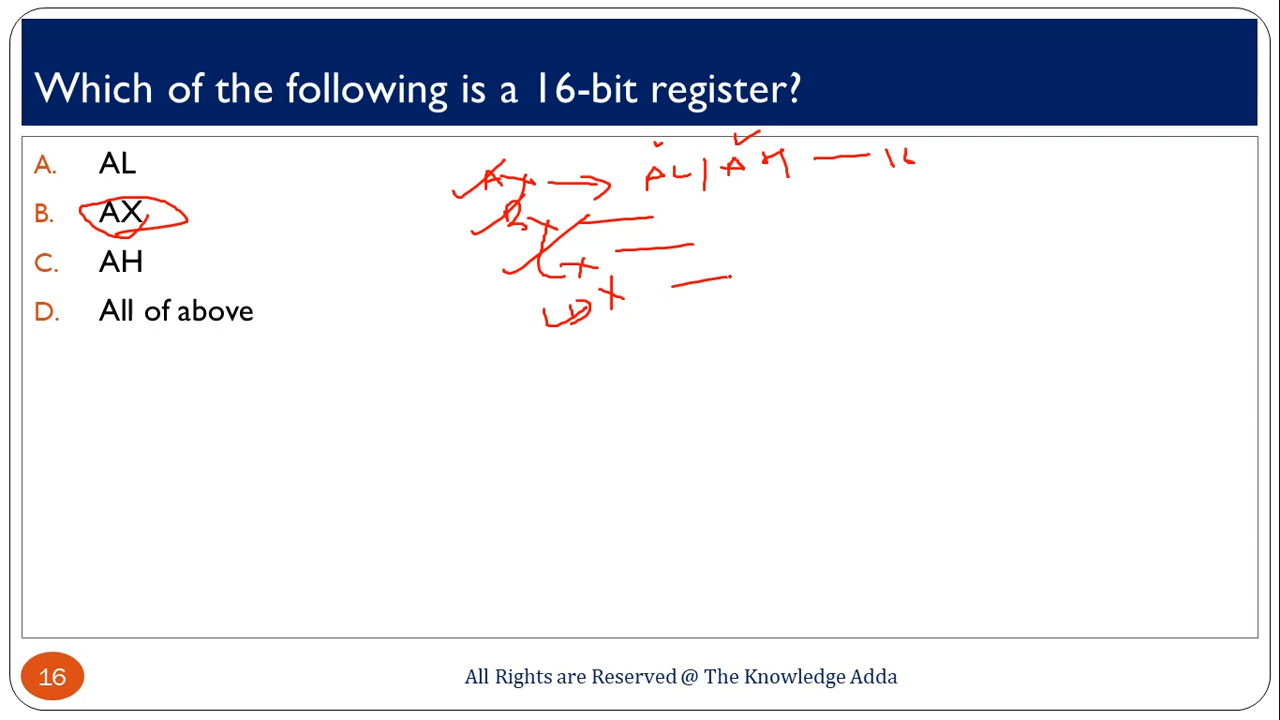 Which of the following is a 16-bit register?
A. AL
B. AX
C. AH
D. All of above
AX → AL | AH — 16
BX
CX
DX
16
All Rights are Reserved @ The Knowledge Adda